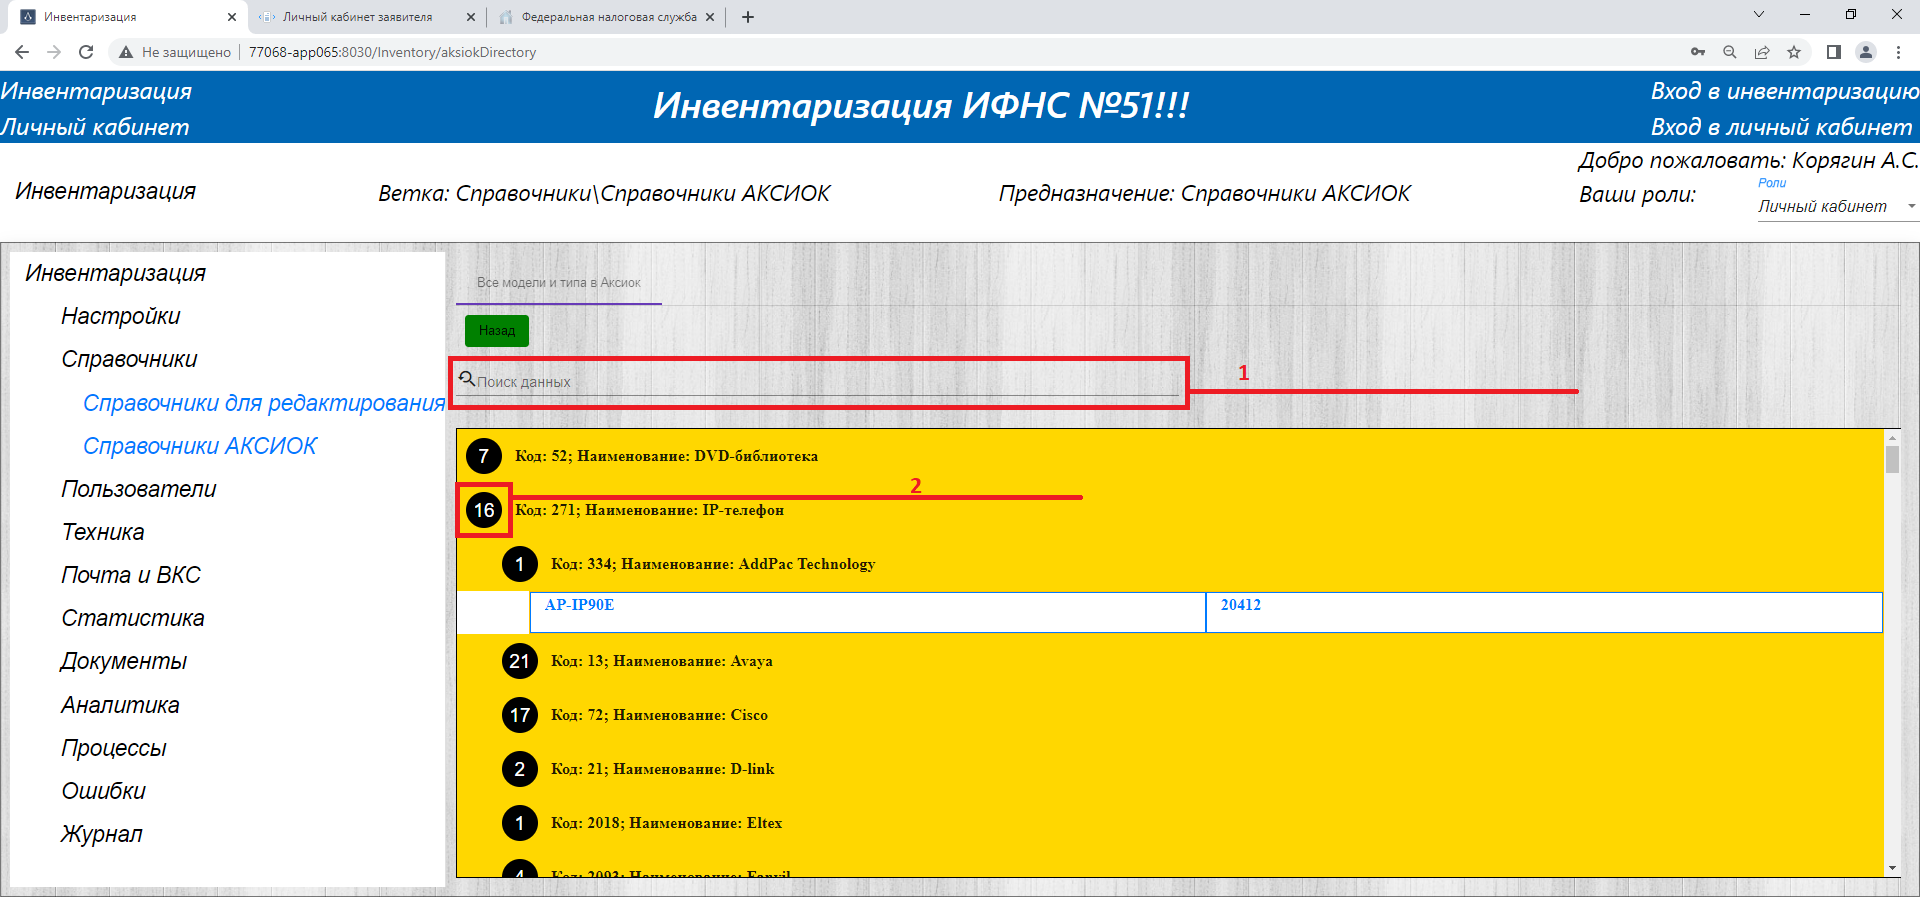 Инвентаризация
Личный кабинет заявителя
Федеральная налоговая служба
Не защищено
77068-app065:8030/Inventory/aksiokDirectory
Инвентаризация
Личный кабинет
Инвентаризация ИФНС №51!!!
Вход в инвентаризацию
Вход в личный кабинет
Инвентаризация
Ветка: Справочники\Справочники АКСИОК
Предназначение: Справочники АКСИОК
Добро пожаловать: Корягин А.С.
Ваши роли:
Роли
Личный кабинет
Инвентаризация
Настройки
Справочники
Справочники для редактирования
Справочники АКСИОК
Пользователи
Техника
Почта и ВКС
Статистика
Документы
Аналитика
Процессы
Ошибки
Журнал
Все модели и типа в Аксиок
Назад
Поиск данных
1
7 Код: 52; Наименование: DVD-библиотека
2
16 Код: 271; Наименование: IP-телефон
1 Код: 334; Наименование: AddPac Technology
AP-IP90E 20412
21 Код: 13; Наименование: Avaya
17 Код: 72; Наименование: Cisco
2 Код: 21; Наименование: D-link
1 Код: 2018; Наименование: Eltex
4 Код: 2093; Наименование: Fanvil